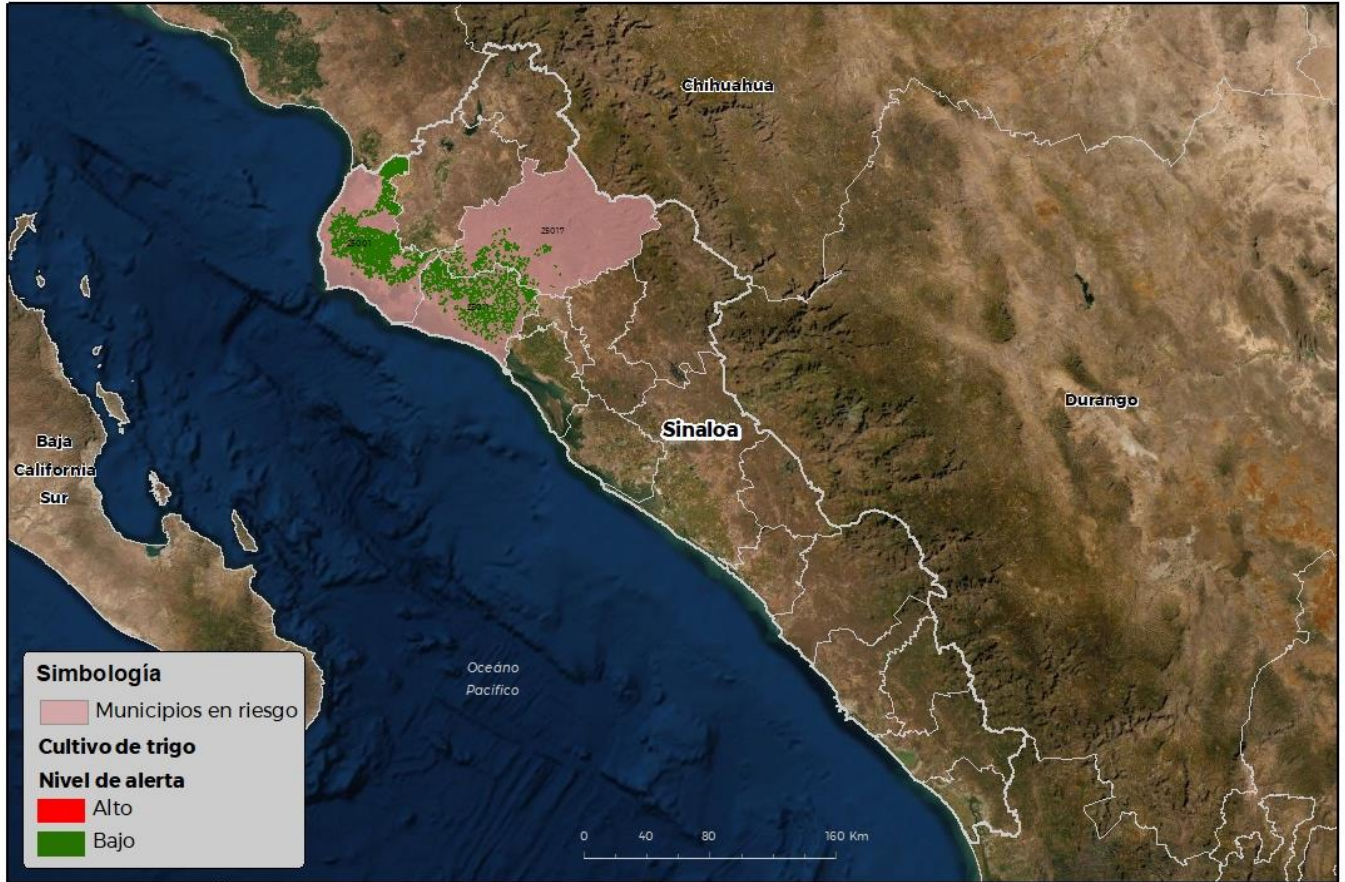 Chihuahua
25017
25001
Durango
Sinaloa
Baja
California
Sur
Oceáno
Pacifico
Simbología
Municipios en riesgo
Cultivo de trigo
Nivel de alerta
Alto
Bajo
0 40 80 160 Km